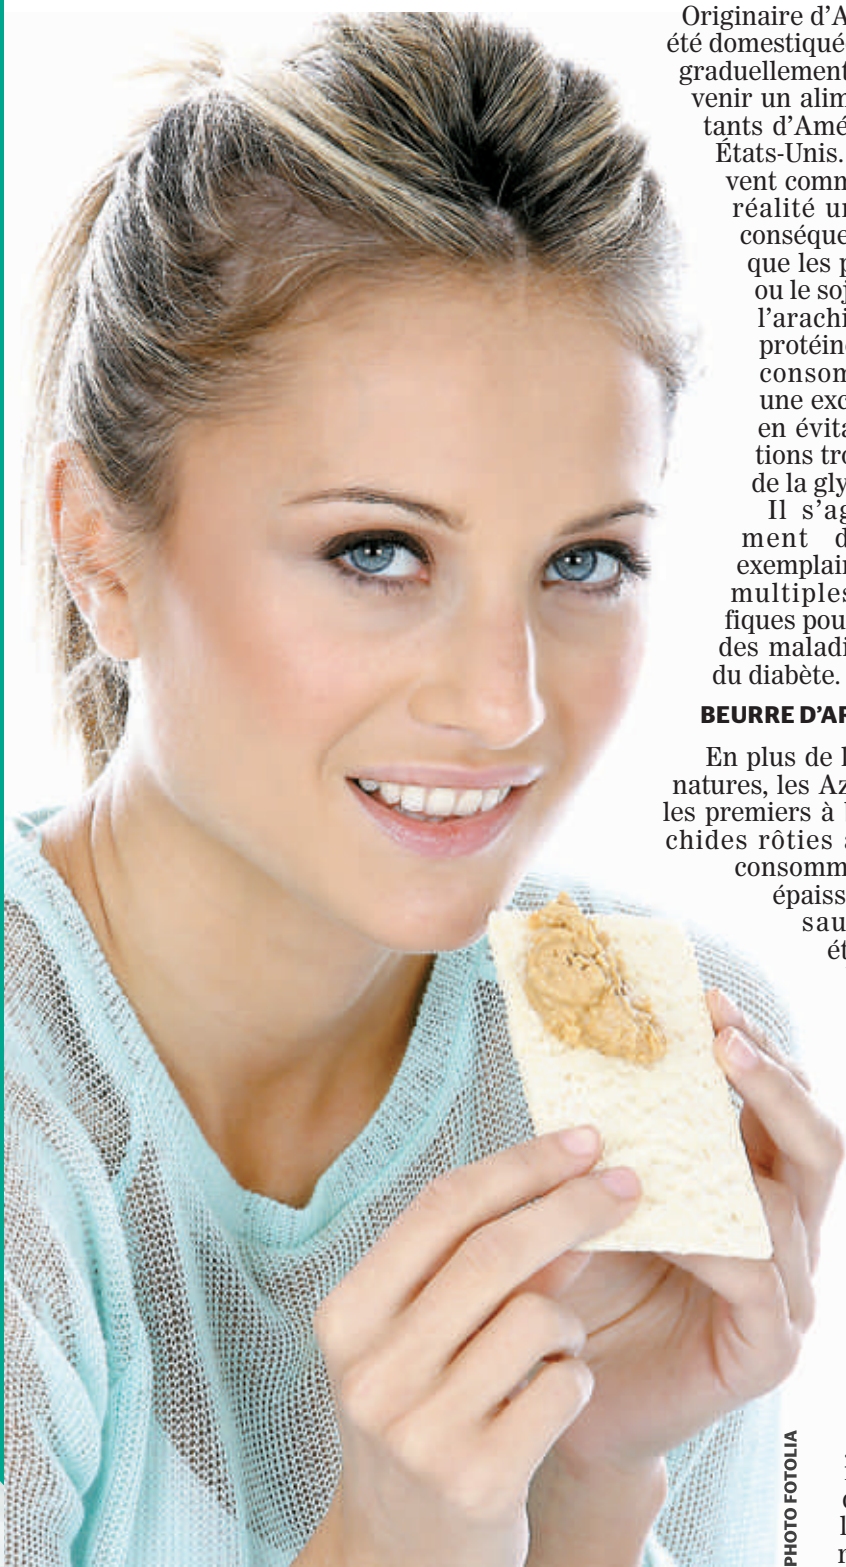 Originaire d’A
été domestiqué
graduellement
venir un alim
tants d’Amé
États-Unis.
vent comm
réalité un
conséque
que les p
ou le soj
l’arachi
protéin
consom
une exc
en évita
tions tro
de la gly
Il s’ag
ment d
exemplair
multiples
fiques pou
des maladi
du diabète.
BEURRE D’AR
En plus de l
natures, les Az
les premiers à
chides rôties a
consomm
épaiss
sau
ét
PHOTO FOTOLIA